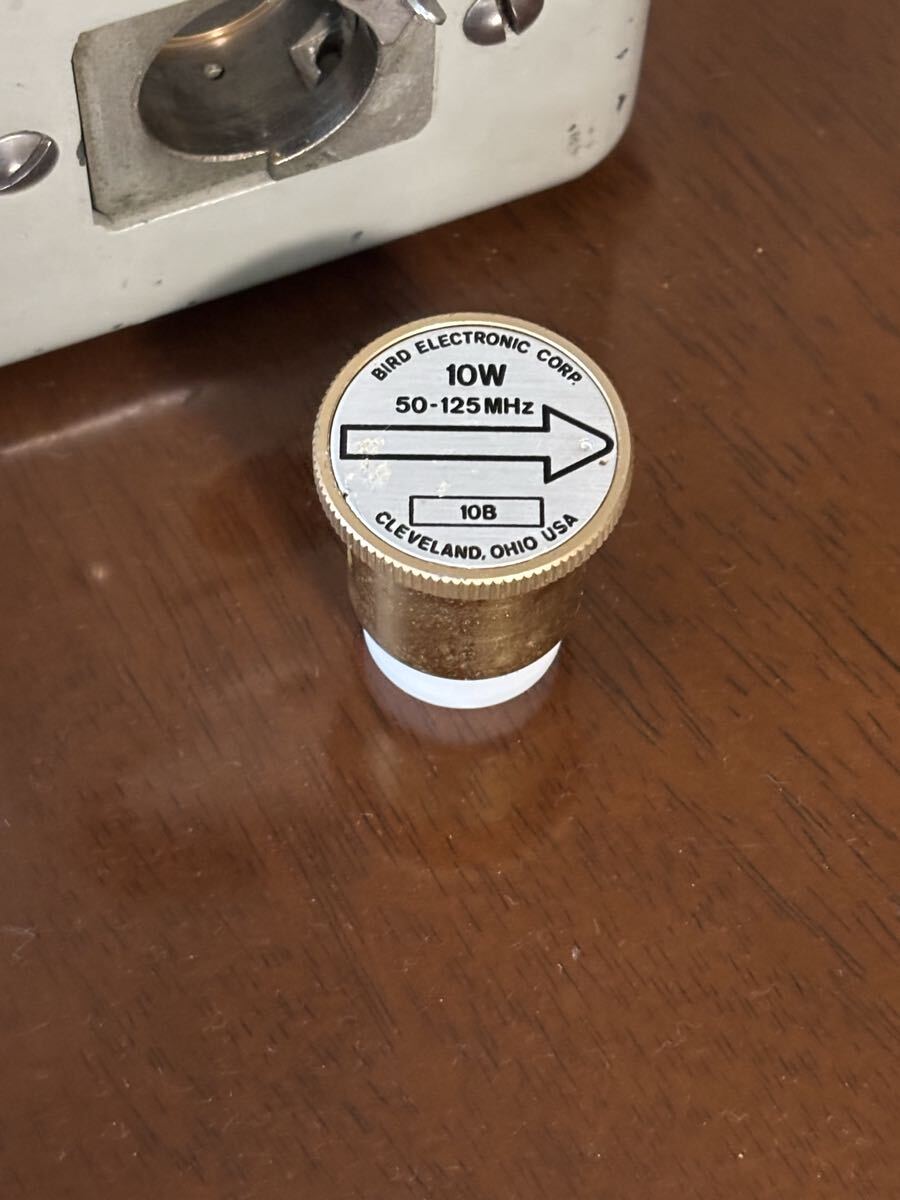 BIRD ELECTRONIC CORP.
10W
50-125MHz
10B
CLEVELAND, OHIO USA